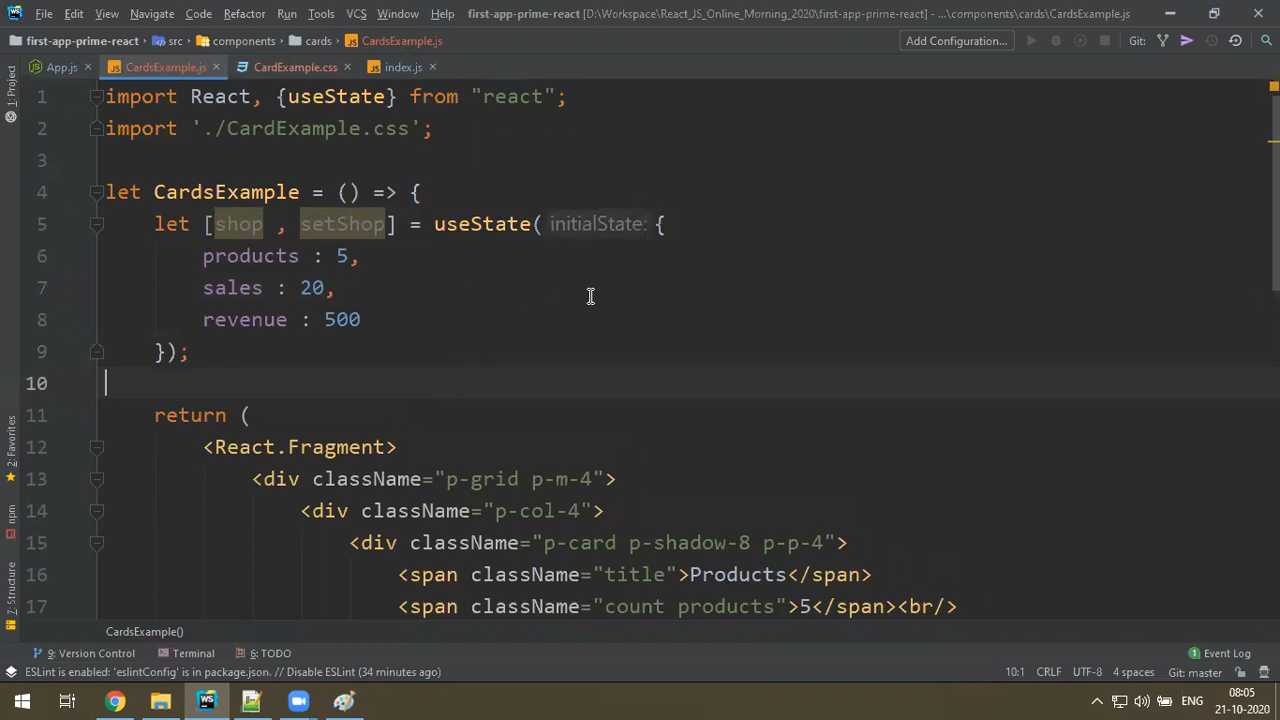 File Edit View Navigate Code Refactor Run Tools VCS Window Help first-app-prime-react [D:\Workspace\React_JS_Online_Morning_2020\first-app-prime-react] - ...\components\cards\CardsExample.js
first-app-prime-react src components cards CardsExample.js Add Configuration... Git:
App.js CardsExample.js CardExample.css index.js
1: Project
1 import React, {useState} from "react";
2 import './CardExample.css';
3
4 let CardsExample = () => {
5 let [shop , setShop] = useState( initialState: {
6 products : 5,
7 sales : 20,
8 revenue : 500
9 });
10
11 return (
12 <React.Fragment>
13 <div className="p-grid p-m-4">
14 <div className="p-col-4">
15 <div className="p-card p-shadow-8 p-p-4">
16 <span className="title">Products</span>
17 <span className="count products">5</span><br/>
2: Favorites
npm
7: Structure
CardsExample()
9: Version Control Terminal 6: TODO 1 Event Log
ESLint is enabled: 'eslintConfig' is in package.json. // Disable ESLint (34 minutes ago) 10:1 CRLF UTF-8 4 spaces Git: master
WS ENG 08:05
21-10-2020